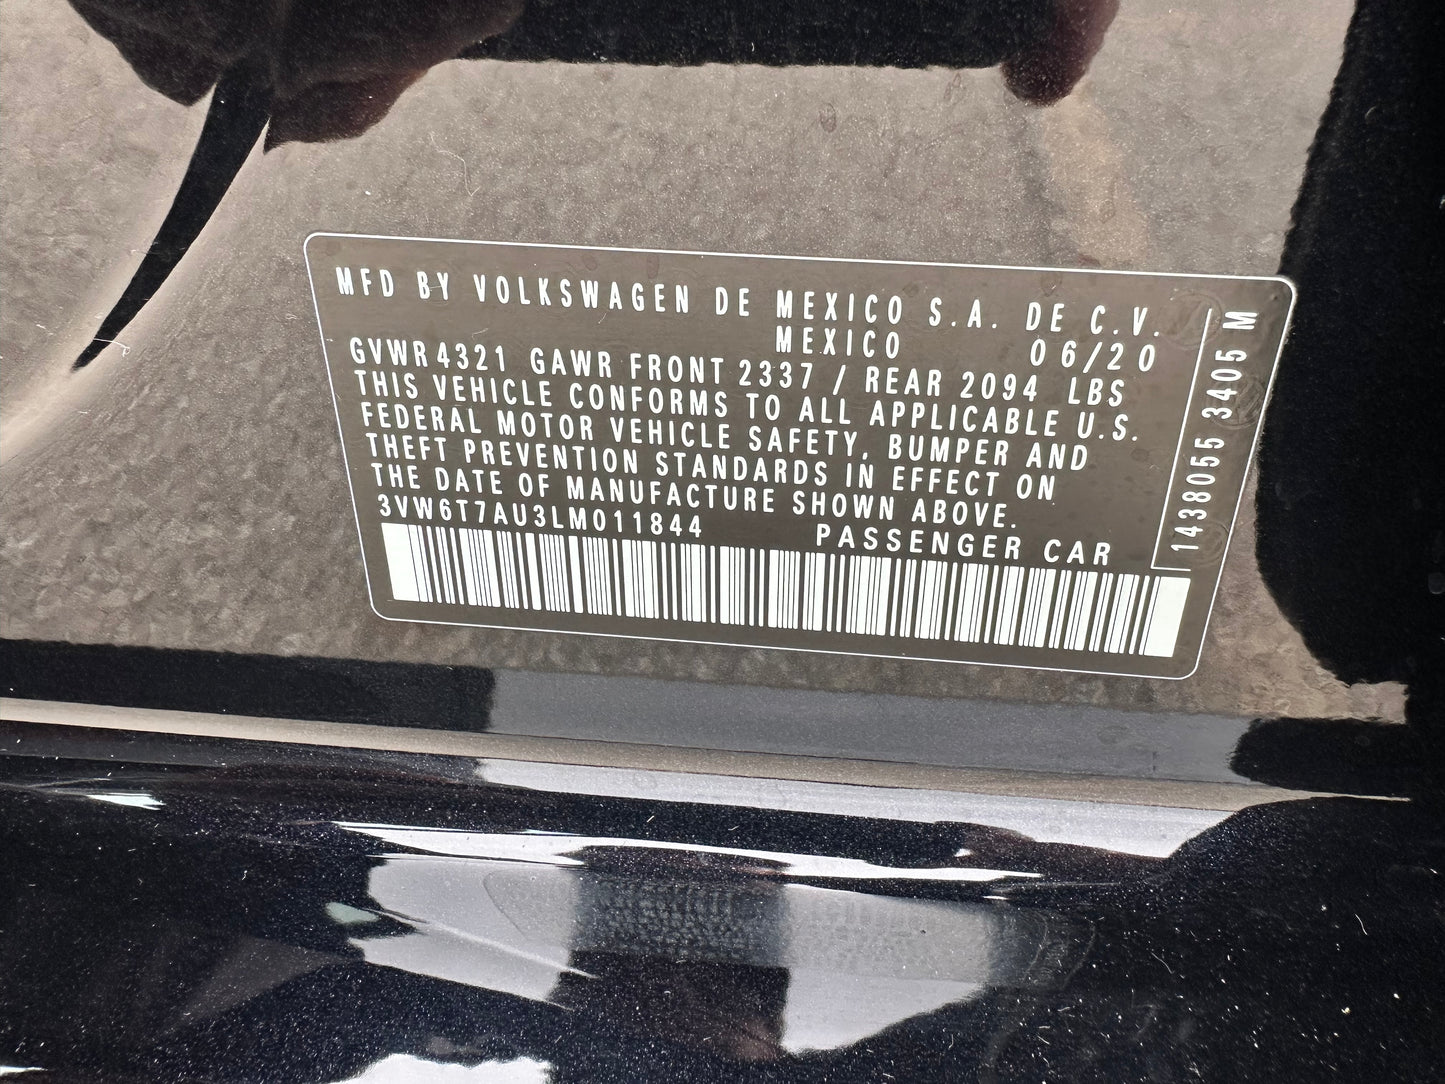 MFD BY VOLKSWAGEN DE MEXICO S.A. DE C.V.
MEXICO 06/20
GVWR 4321 GAWR FRONT 2337 / REAR 2094 LBS
THIS VEHICLE CONFORMS TO ALL APPLICABLE U.S.
FEDERAL MOTOR VEHICLE SAFETY, BUMPER AND
THEFT PREVENTION STANDARDS IN EFFECT ON
THE DATE OF MANUFACTURE SHOWN ABOVE.
3VW6T7AU3LM011844 PASSENGER CAR
1438055 3405 M